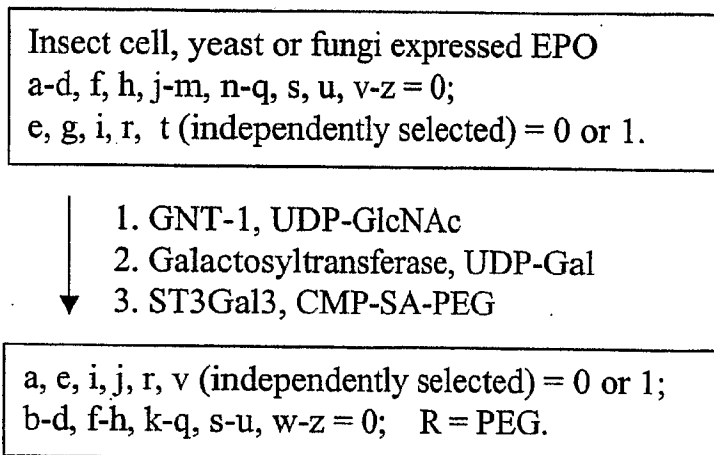 Insect cell, yeast or fungi expressed EPO
a-d, f, h, j-m, n-q, s, u, v-z = 0;
e, g, i, r, t (independently selected) = 0 or 1.
1. GNT-1, UDP-GlcNAc
2. Galactosyltransferase, UDP-Gal
3. ST3Gal3, CMP-SA-PEG
a, e, i, j, r, v (independently selected) = 0 or 1;
b-d, f-h, k-q, s-u, w-z = 0; R = PEG.